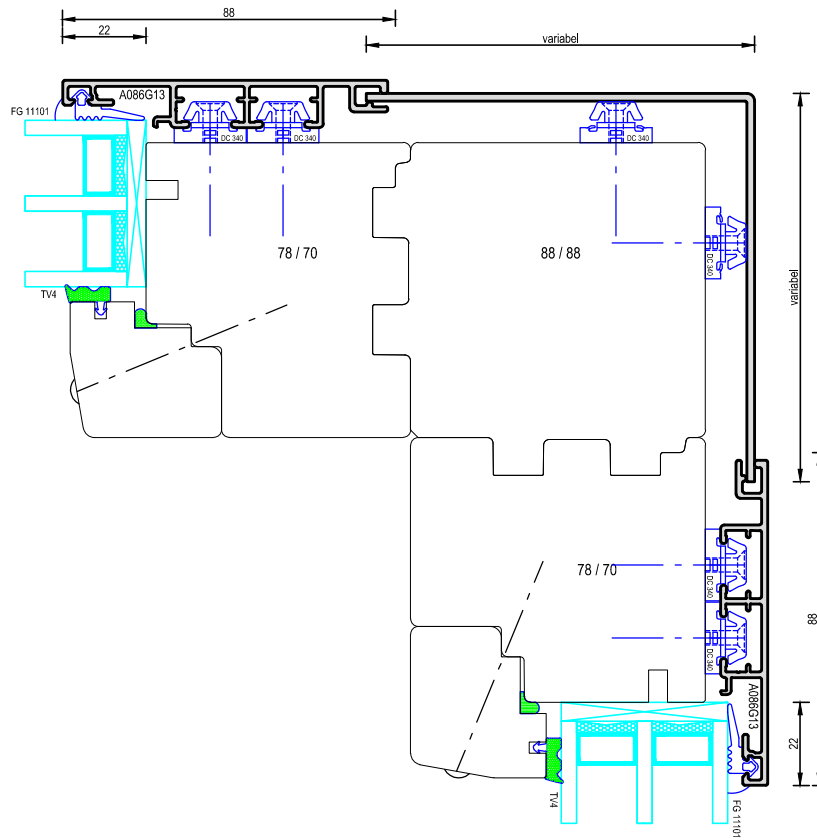 88
22
variabel
A086G13
FG 11101
DC 340
DC 340
DC 340
78 / 70
88 / 88
DC 340
variabel
TV4
78 / 70
DC 340
DC 340
88
A086G13
22
TV4
FG 11101